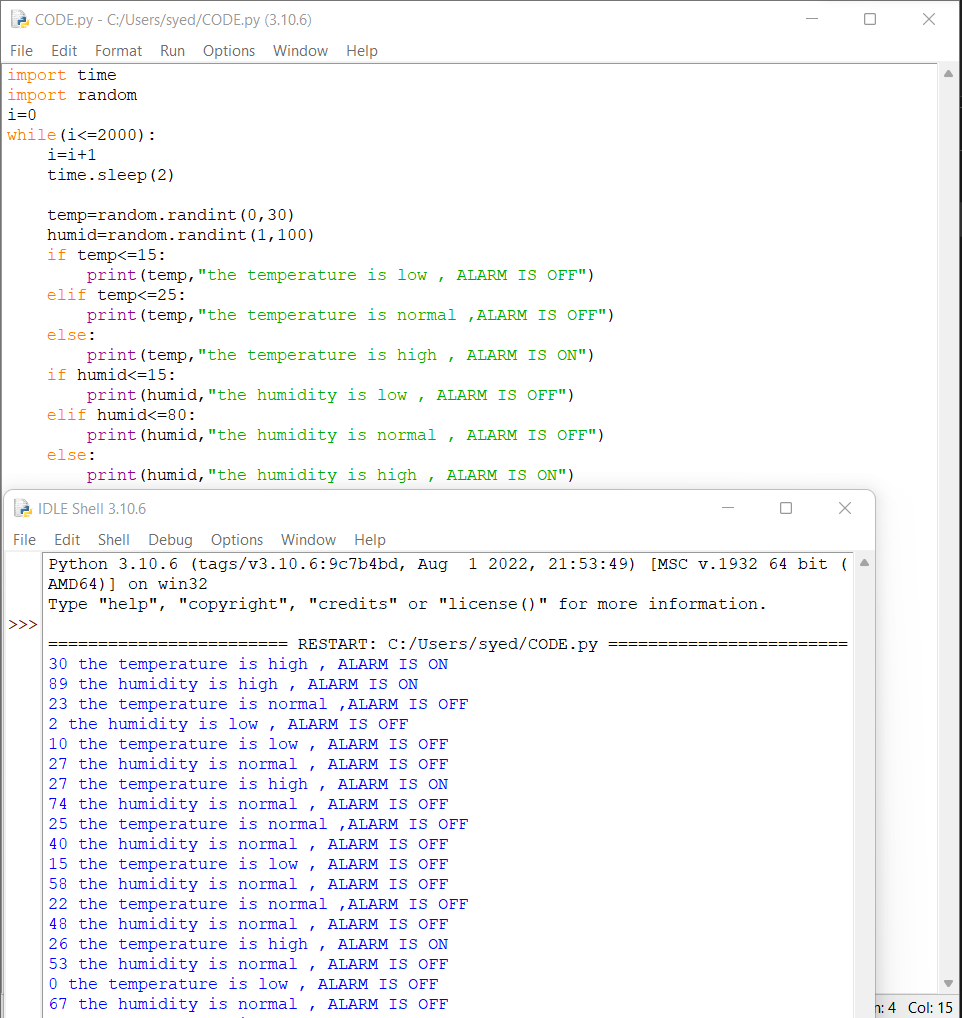 CODE.py - C:/Users/syed/CODE.py (3.10.6)
File Edit Format Run Options Window Help
import time
import random
i=0
while(i<=2000):
    i=i+1
    time.sleep(2)

    temp=random.randint(0,30)
    humid=random.randint(1,100)
    if temp<=15:
        print(temp,"the temperature is low , ALARM IS OFF")
    elif temp<=25:
        print(temp,"the temperature is normal ,ALARM IS OFF")
    else:
        print(temp,"the temperature is high , ALARM IS ON")
    if humid<=15:
        print(humid,"the humidity is low , ALARM IS OFF")
    elif humid<=80:
        print(humid,"the humidity is normal , ALARM IS OFF")
    else:
        print(humid,"the humidity is high , ALARM IS ON")
IDLE Shell 3.10.6
File Edit Shell Debug Options Window Help
Python 3.10.6 (tags/v3.10.6:9c7b4bd, Aug  1 2022, 21:53:49) [MSC v.1932 64 bit (
AMD64)] on win32
Type "help", "copyright", "credits" or "license()" for more information.
>>>
======================== RESTART: C:/Users/syed/CODE.py ========================
30 the temperature is high , ALARM IS ON
89 the humidity is high , ALARM IS ON
23 the temperature is normal ,ALARM IS OFF
2 the humidity is low , ALARM IS OFF
10 the temperature is low , ALARM IS OFF
27 the humidity is normal , ALARM IS OFF
27 the temperature is high , ALARM IS ON
74 the humidity is normal , ALARM IS OFF
25 the temperature is normal ,ALARM IS OFF
40 the humidity is normal , ALARM IS OFF
15 the temperature is low , ALARM IS OFF
58 the humidity is normal , ALARM IS OFF
22 the temperature is normal ,ALARM IS OFF
48 the humidity is normal , ALARM IS OFF
26 the temperature is high , ALARM IS ON
53 the humidity is normal , ALARM IS OFF
0 the temperature is low , ALARM IS OFF
67 the humidity is normal , ALARM IS OFF
n: 4 Col: 15